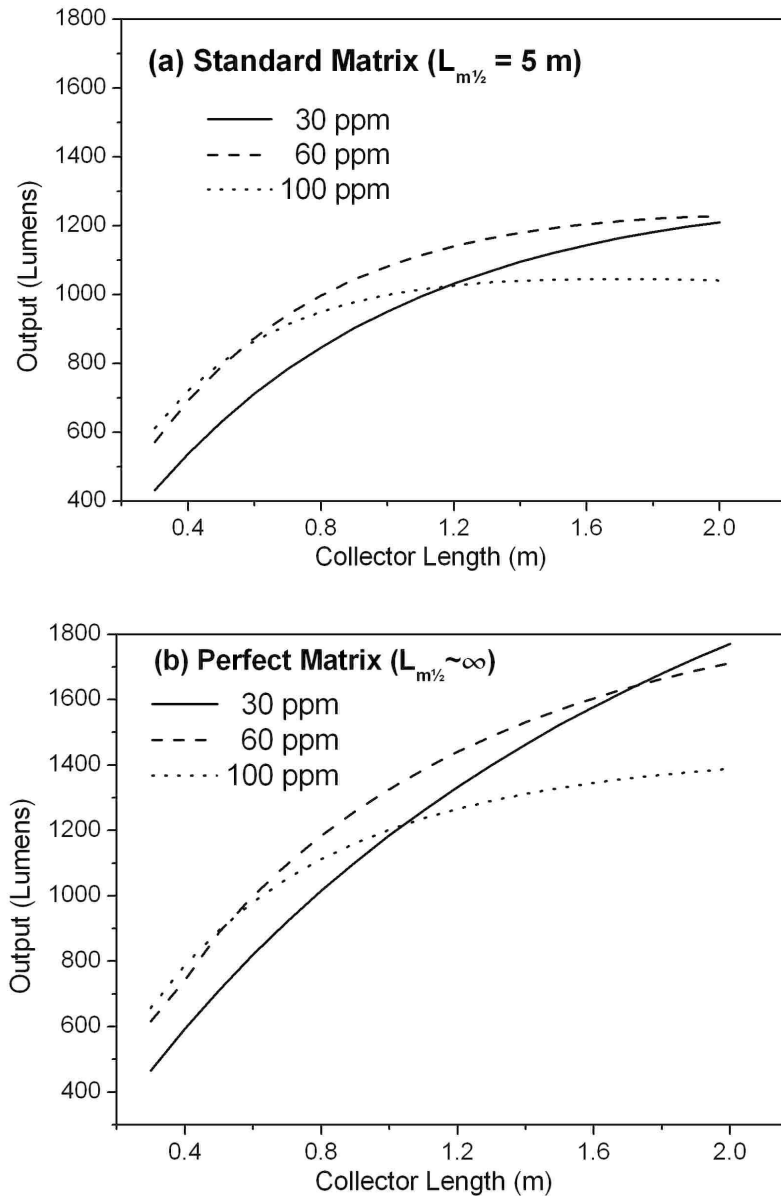 1800
(a) Standard Matrix (Lm½ = 5 m)
1600
30 ppm
1400
60 ppm
100 ppm
1200
1000
800
600
400
Output (Lumens)
0.4 0.8 1.2 1.6 2.0
Collector Length (m)
1800
(b) Perfect Matrix (Lm½~∞)
1600
30 ppm
60 ppm
1400
100 ppm
1200
1000
800
600
400
Output (Lumens)
0.4 0.8 1.2 1.6 2.0
Collector Length (m)